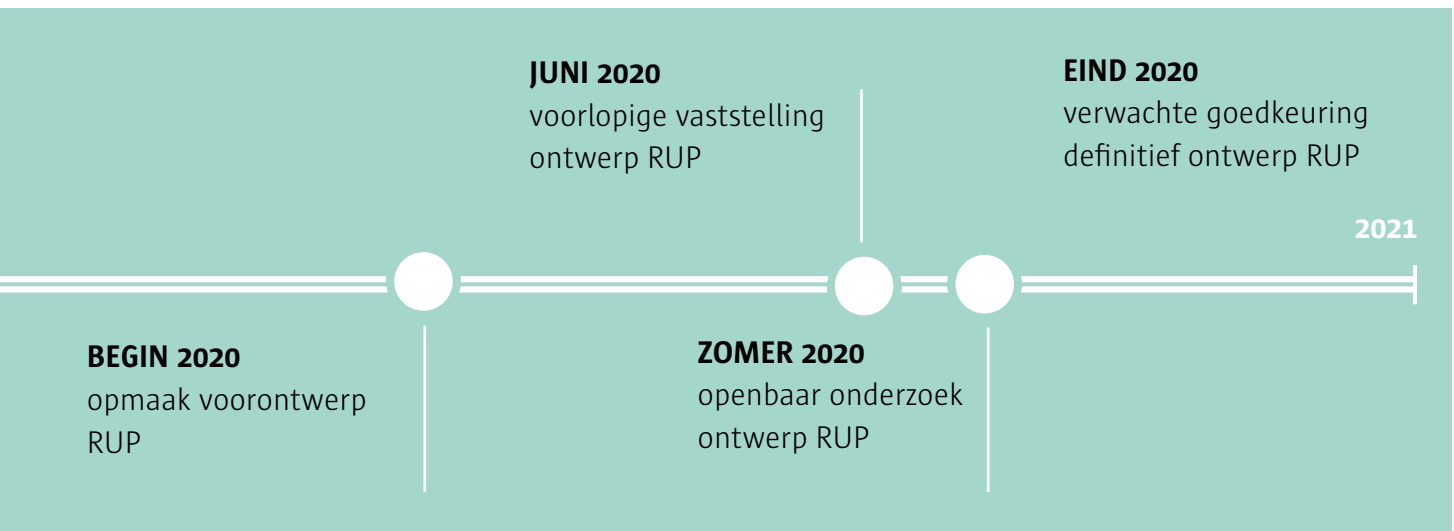 JUNI 2020
voorlopige vaststelling
ontwerp RUP
EIND 2020
verwachte goedkeuring
definitief ontwerp RUP
2021
BEGIN 2020
opmaak voorontwerp
RUP
ZOMER 2020
openbaar onderzoek
ontwerp RUP